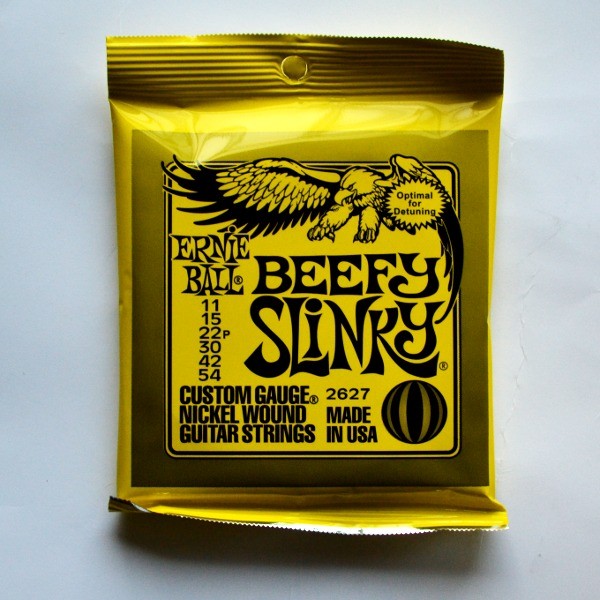 Optimal
for
Detuning
ERNIE
BALL®
BEEFY
SLINKY®
11
15
22P
30
42
54
CUSTOM GAUGE® 2627
NICKEL WOUND MADE
GUITAR STRINGS IN USA